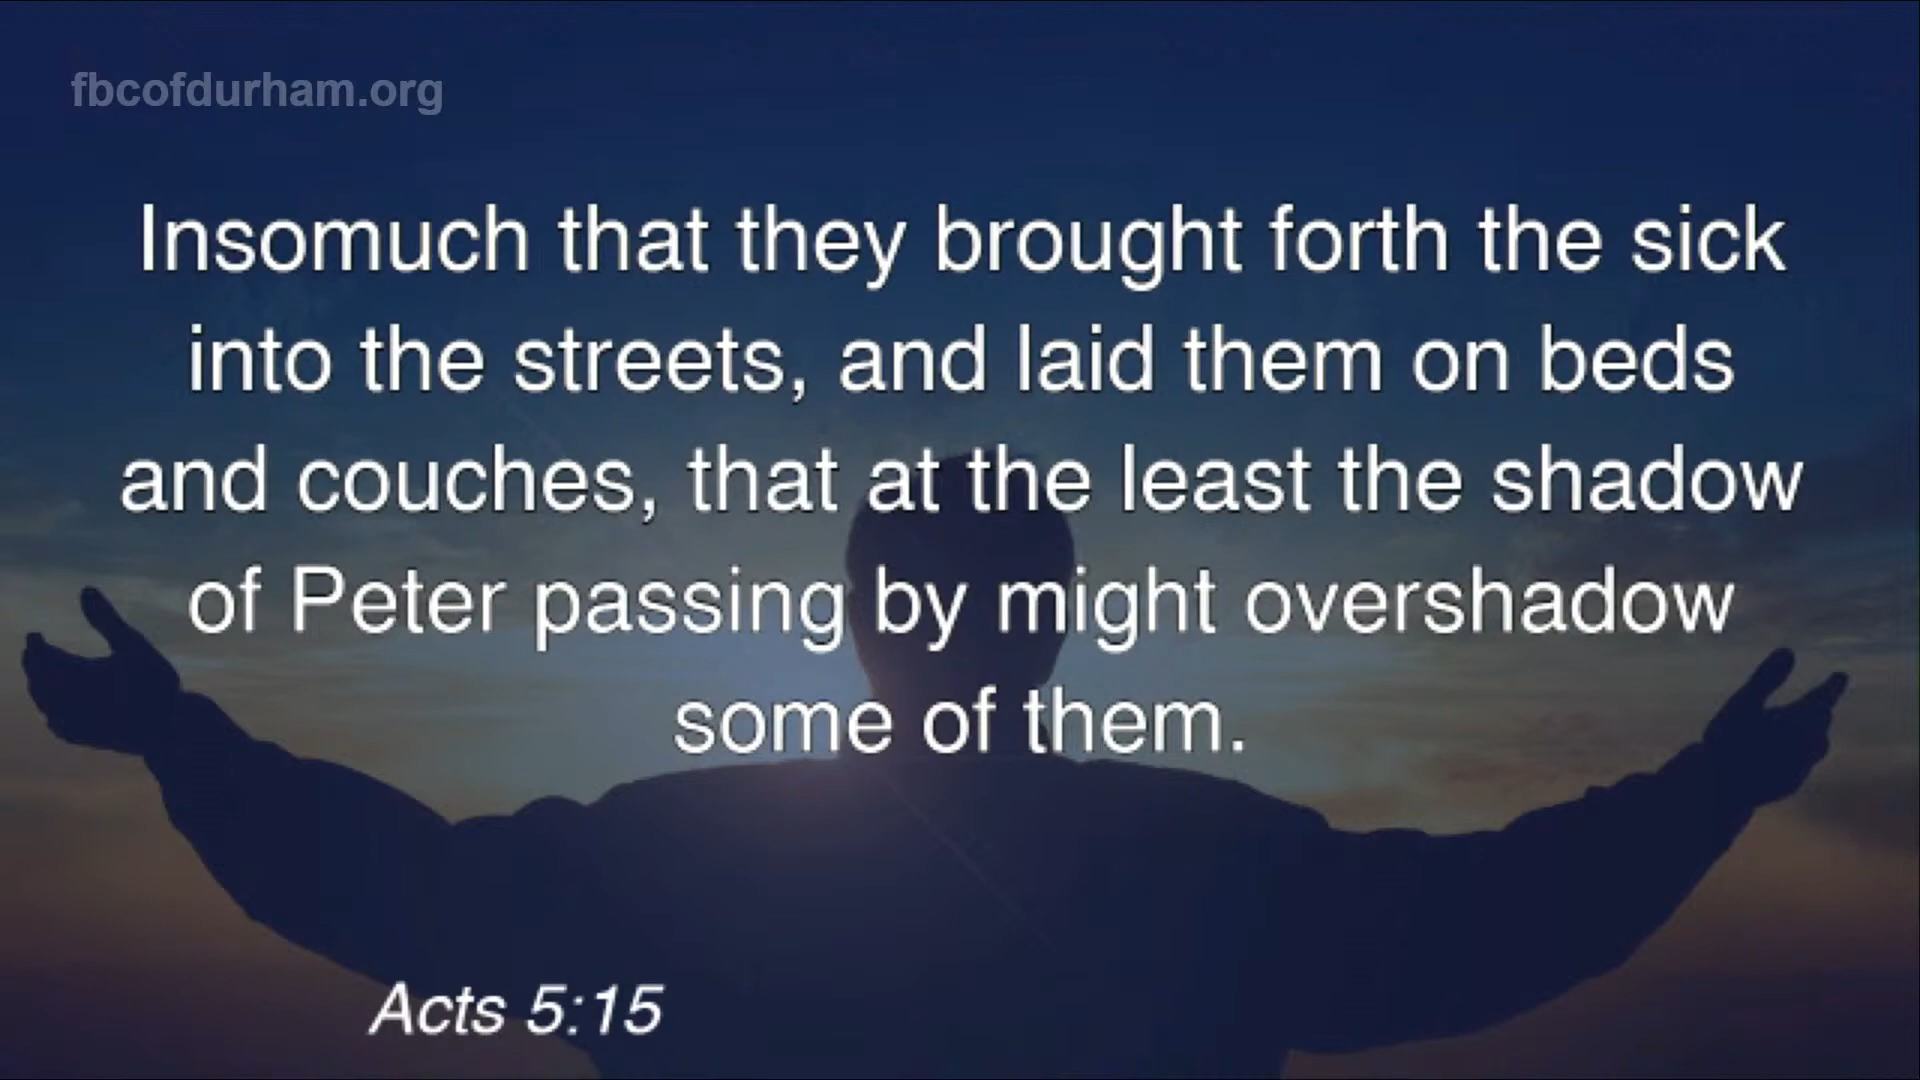 fbcofdurham.org
Insomuch that they brought forth the sick
into the streets, and laid them on beds
and couches, that at the least the shadow
of Peter passing by might overshadow
some of them.
Acts 5:15